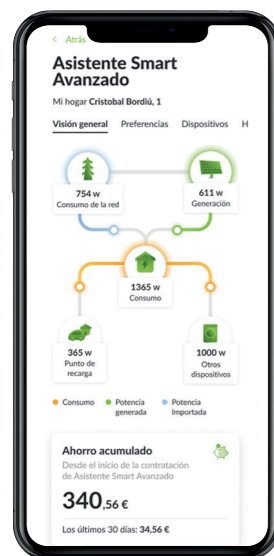 < Atrás
Asistente Smart
Avanzado
Mi hogar Cristobal Bordiú, 1
Visión general Preferencias Dispositivos H
754 w
Consumo de la red
611 w
Generación
1365 w
Consumo
365 w
Punto de
recarga
1000 w
Otros
dispositivos
Consumo
Potencia
generada
Potencia
Importada
Ahorro acumulado
Desde el inicio de la contratación
de Asistente Smart Avanzado
340,56 €
Los últimos 30 días: 34,56 €